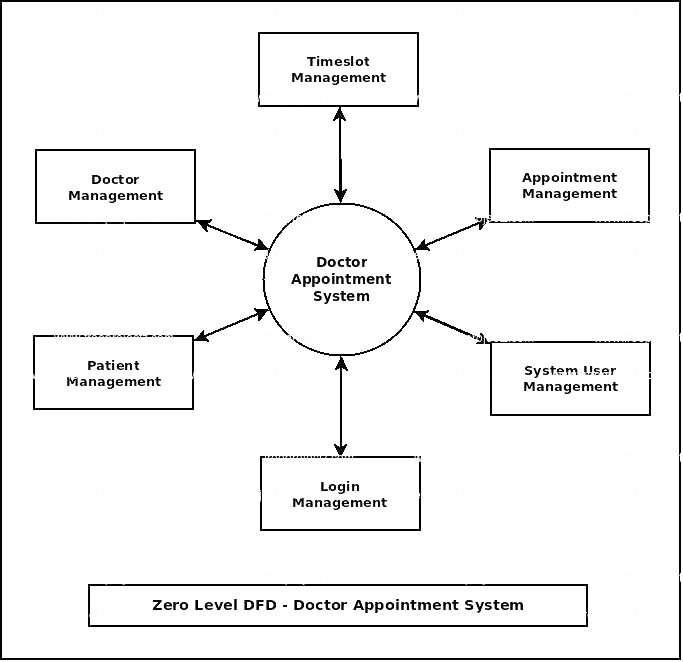 Timeslot
Management
Doctor
Management
Appointment
Management
Doctor
Appointment
System
Patient
Management
System User
Management
Login
Management
Zero Level DFD - Doctor Appointment System